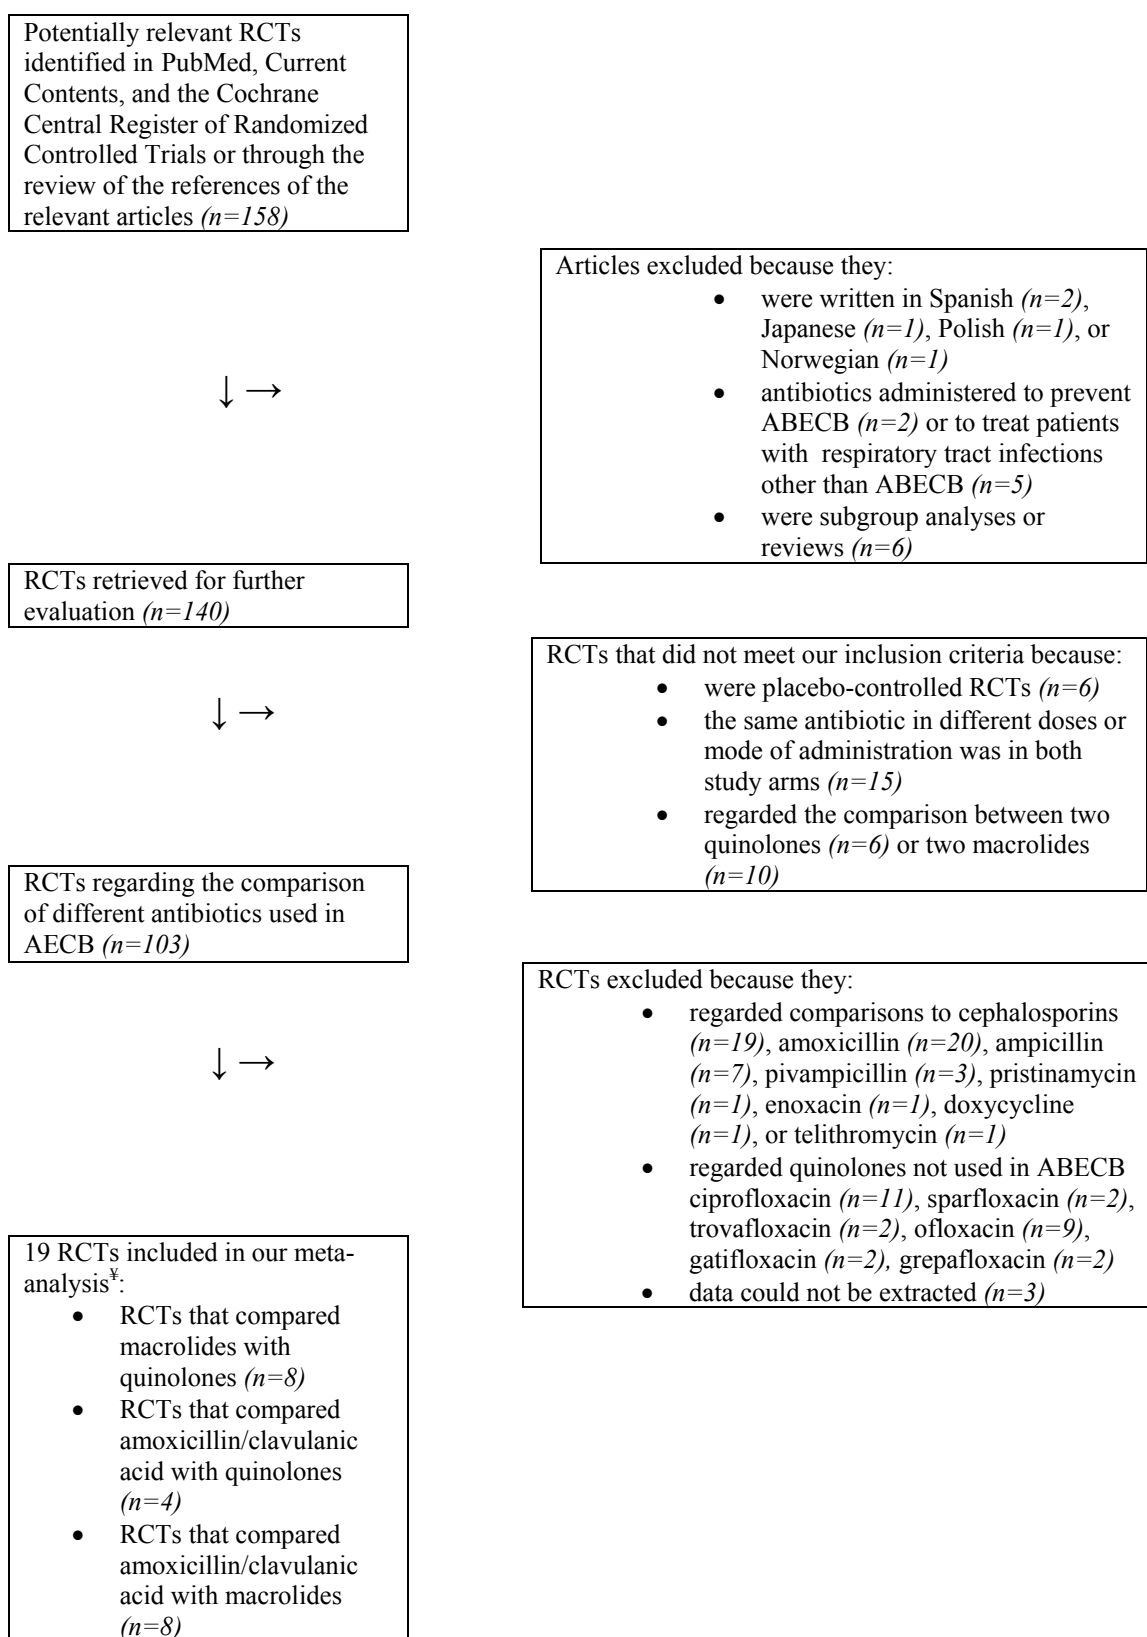 Potentially relevant RCTs
identified in PubMed, Current
Contents, and the Cochrane
Central Register of Randomized
Controlled Trials or through the
review of the references of the
relevant articles (n=158)
↓ →
Articles excluded because they:
• were written in Spanish (n=2),
Japanese (n=1), Polish (n=1), or
Norwegian (n=1)
• antibiotics administered to prevent
ABECB (n=2) or to treat patients
with respiratory tract infections
other than ABECB (n=5)
• were subgroup analyses or
reviews (n=6)
RCTs retrieved for further
evaluation (n=140)
↓ →
RCTs that did not meet our inclusion criteria because:
• were placebo-controlled RCTs (n=6)
• the same antibiotic in different doses or
mode of administration was in both
study arms (n=15)
• regarded the comparison between two
quinolones (n=6) or two macrolides
(n=10)
RCTs regarding the comparison
of different antibiotics used in
AECB (n=103)
↓ →
RCTs excluded because they:
• regarded comparisons to cephalosporins
(n=19), amoxicillin (n=20), ampicillin
(n=7), pivampicillin (n=3), pristinamycin
(n=1), enoxacin (n=1), doxycycline
(n=1), or telithromycin (n=1)
• regarded quinolones not used in ABECB
ciprofloxacin (n=11), sparfloxacin (n=2),
trovafloxacin (n=2), ofloxacin (n=9),
gatifloxacin (n=2), grepafloxacin (n=2)
• data could not be extracted (n=3)
19 RCTs included in our meta-
analysis¥:
• RCTs that compared
macrolides with
quinolones (n=8)
• RCTs that compared
amoxicillin/clavulanic
acid with quinolones
(n=4)
• RCTs that compared
amoxicillin/clavulanic
acid with macrolides
(n=8)